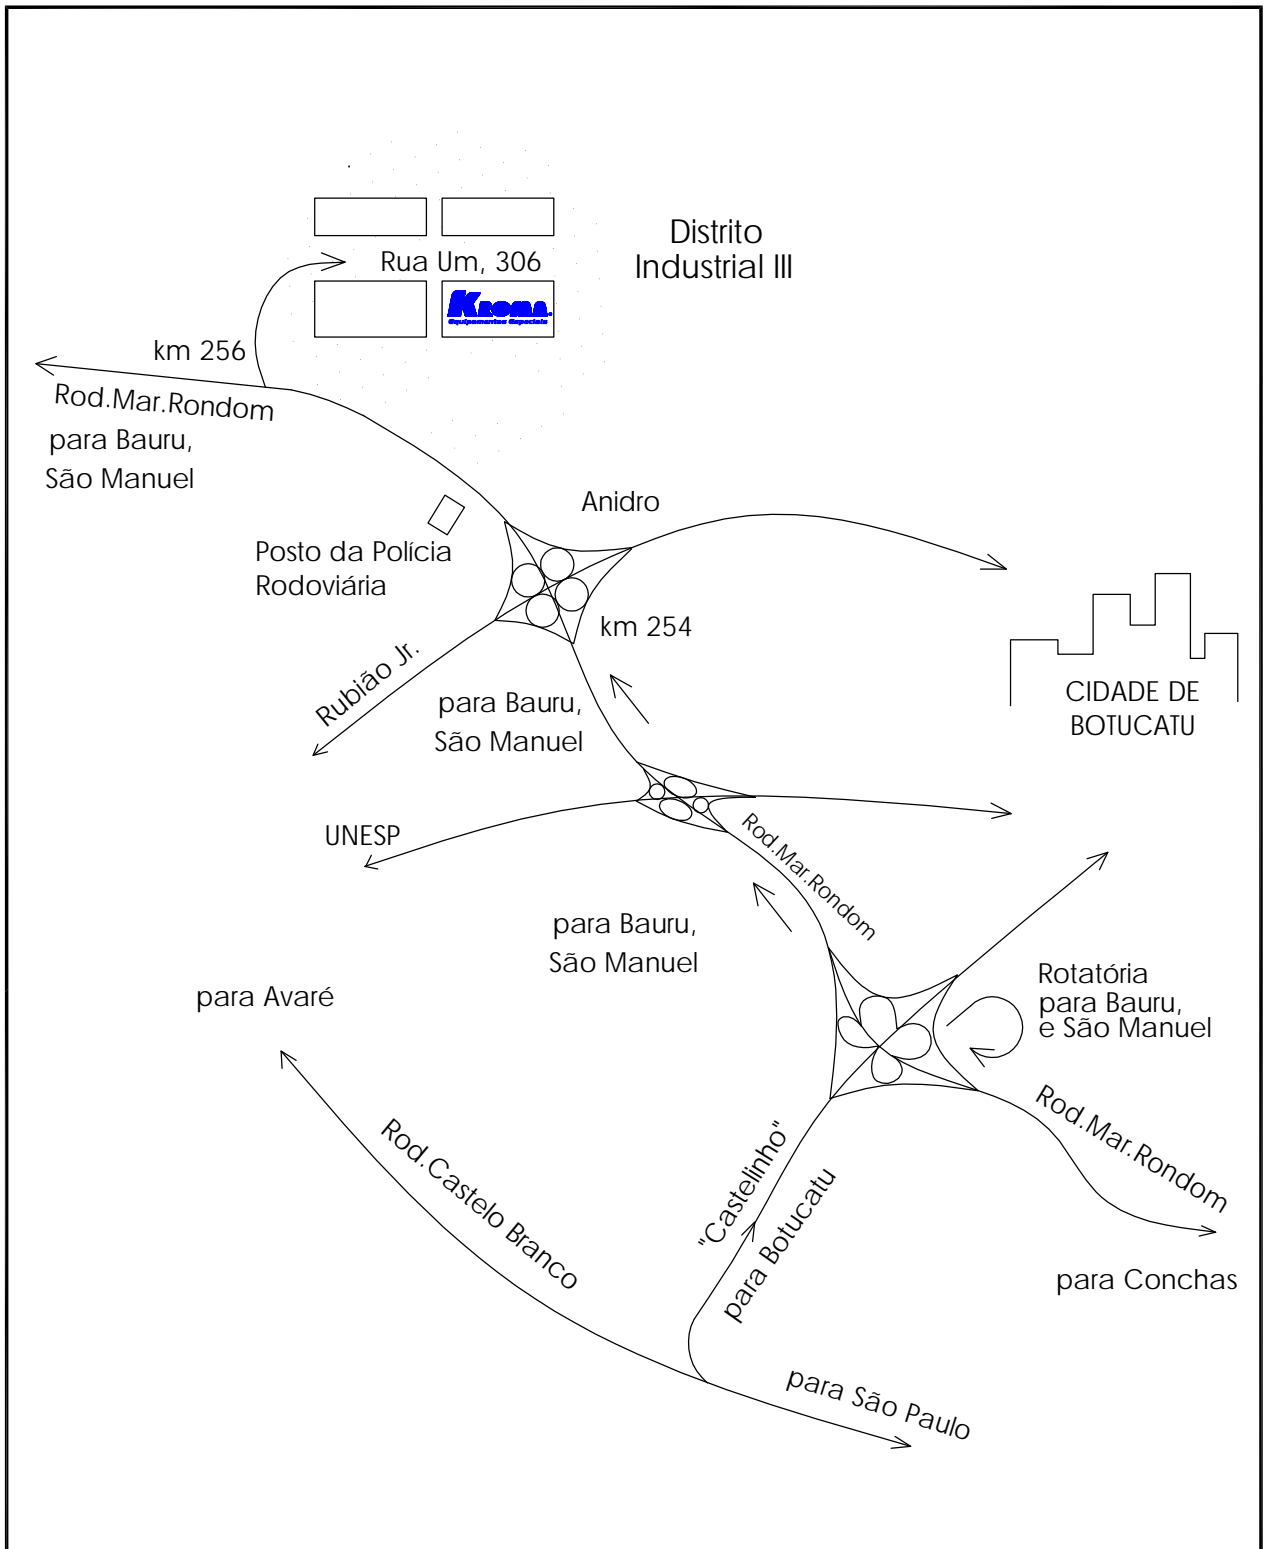 Distrito
Industrial III
Rua Um, 306
KROMA.
Equipamentos Especiais
km 256
Rod.Mar.Rondom
para Bauru,
São Manuel
Anidro
Posto da Polícia
Rodoviária
km 254
Rubião Jr.
para Bauru,
São Manuel
CIDADE DE
BOTUCATU
UNESP
Rod.Mar.Rondom
para Bauru,
São Manuel
Rotatória
para Bauru,
e São Manuel
para Avaré
Rod.Mar.Rondom
Rod.Castelo Branco
"Castelinho"
para Botucatu
para Conchas
para São Paulo